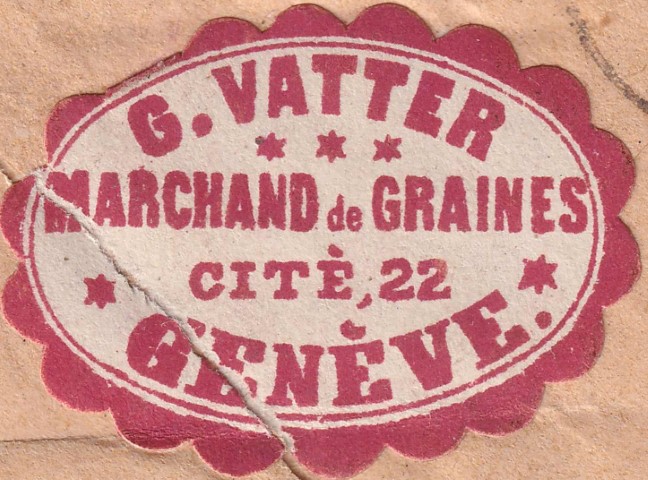 G. VATTER
MARCHAND de GRAINES
CITÈ, 22
GENÈVE.